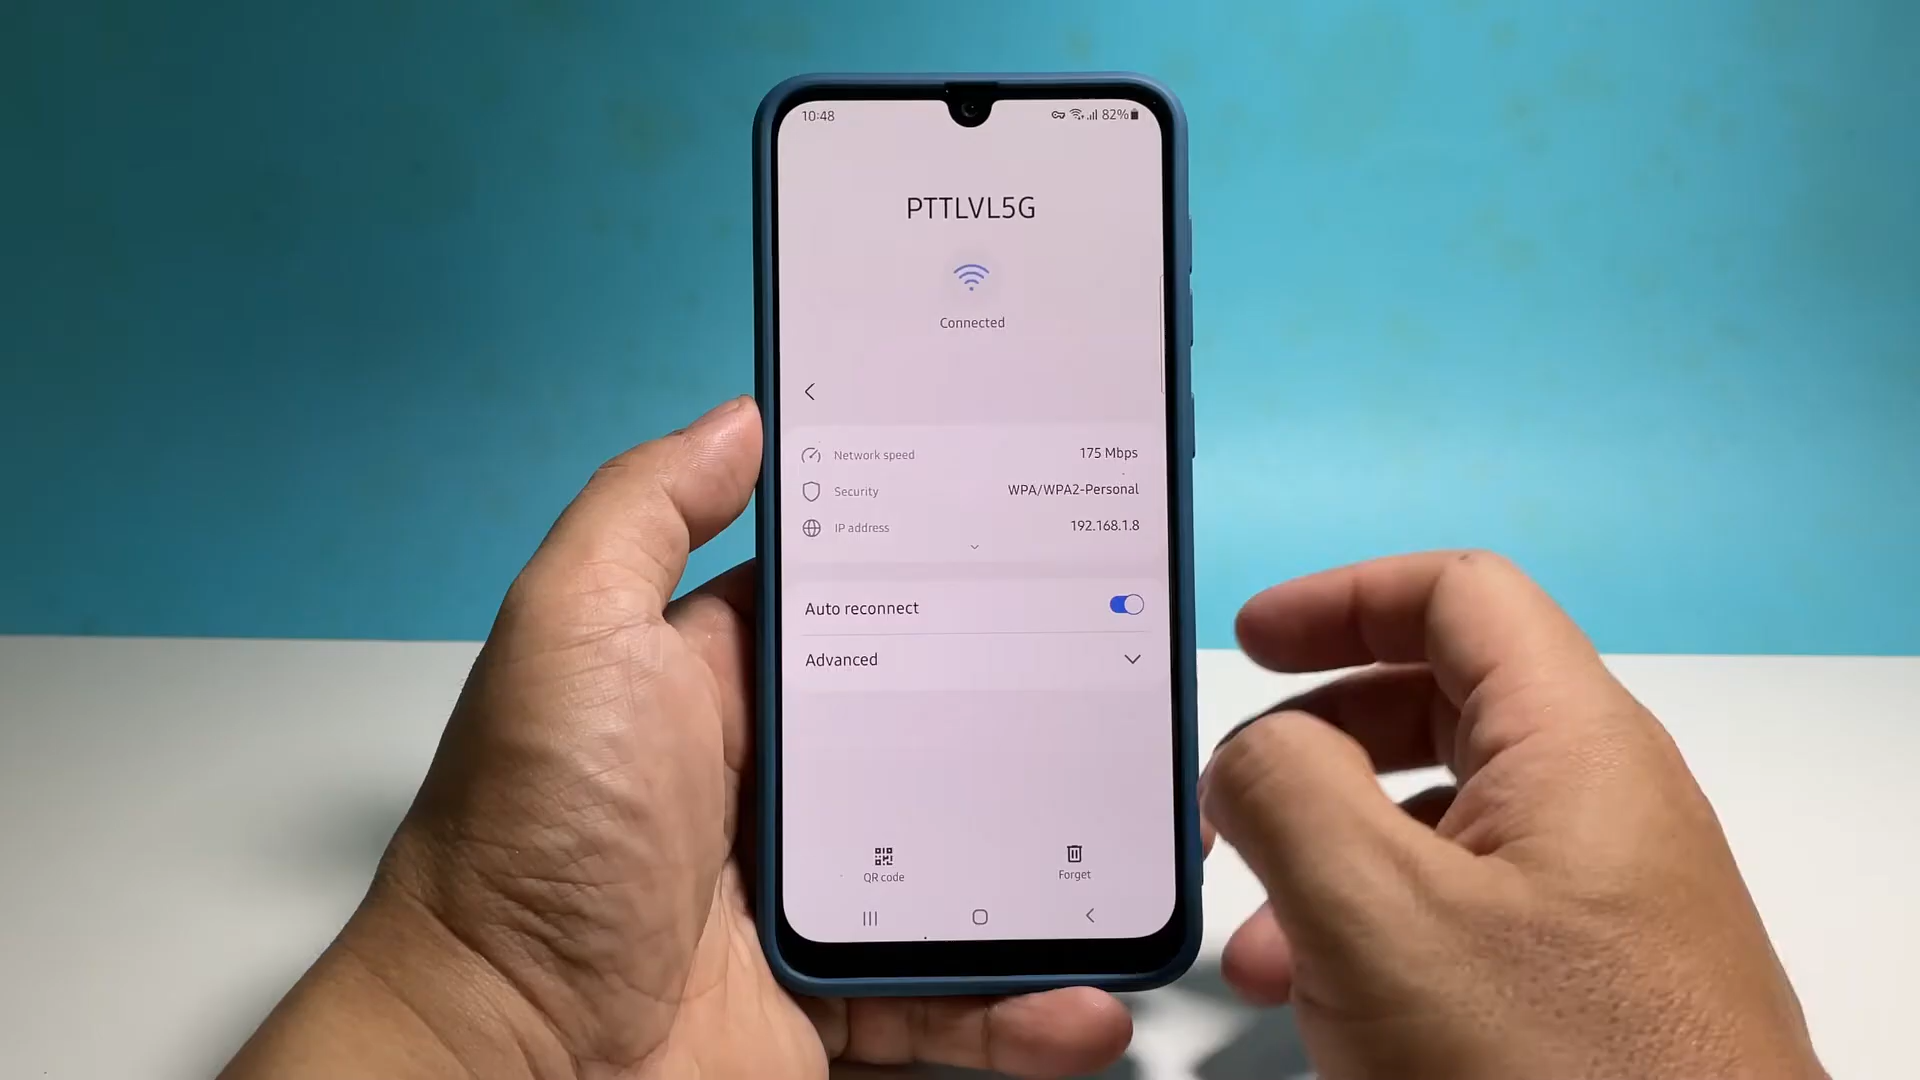 10:48 82%
PTTLVL5G
Connected
Network speed 175 Mbps
Security WPA/WPA2-Personal
IP address 192.168.1.8
Auto reconnect
Advanced
QR code Forget